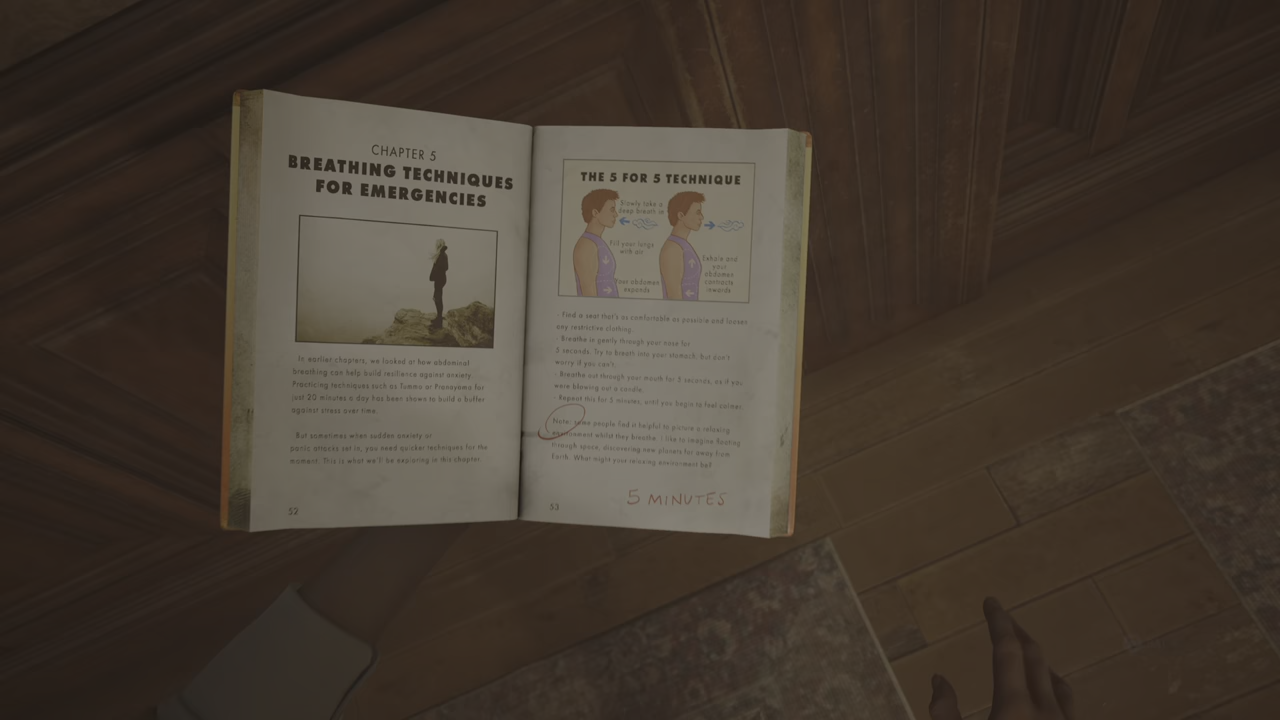 CHAPTER 5
BREATHING TECHNIQUES
FOR EMERGENCIES
In earlier chapters, we looked at how abdominal
breathing can help build resilience against anxiety.
Practicing techniques such as Tummo or Pranayama for
just 20 minutes a day has been shown to build a buffer
against stress over time.
But sometimes when sudden anxiety or
panic attacks set in, you need quicker techniques for the
moment. This is what we'll be exploring in this chapter.
52
THE 5 FOR 5 TECHNIQUE
Slowly take a
deep breath in
Fill your lungs
with air
Your abdomen
expands
Exhale and
your
abdomen
contracts
inwards
- Find a seat that's as comfortable as possible and loosen
any restrictive clothing.
- Breathe in gently through your nose for
5 seconds. Try to breath into your stomach, but don't
worry if you can't.
- Breathe out through your mouth for 5 seconds, as if you
were blowing out a candle.
- Repeat this for 5 minutes, until you begin to feel calmer.
Note: some people find it helpful to picture a relaxing
environment whilst they breathe. I like to imagine floating
through space, discovering new planets far away from
Earth. What might your relaxing environment be?
5 MINUTES
53